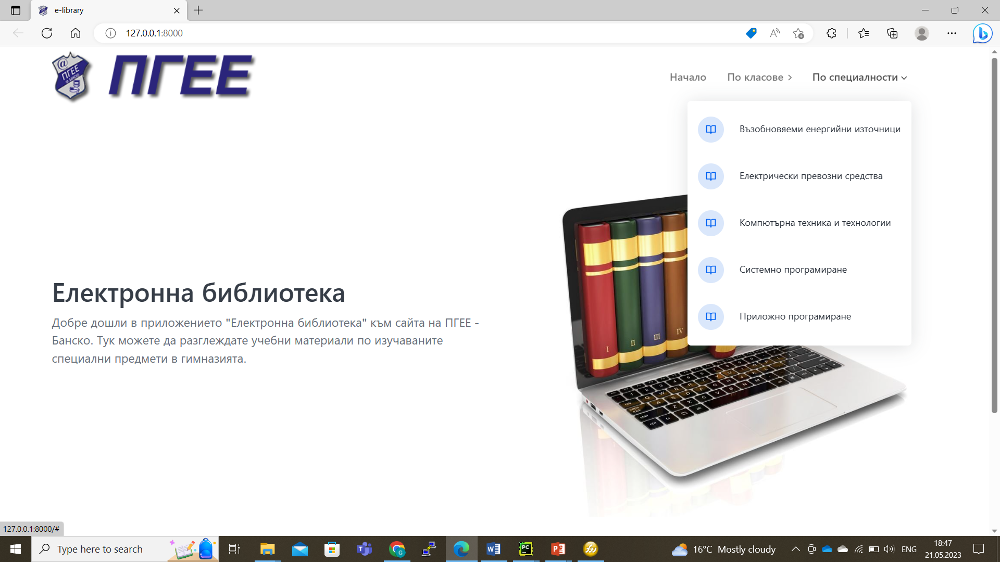 e-library
127.0.0.1:8000
ПГЕЕ
Начало
По класове
По специалности
Възобновяеми енергийни източници
Електрически превозни средства
Компютърна техника и технологии
Системно програмиране
Приложно програмиране
Електронна библиотека
Добре дошли в приложението "Електронна библиотека" към сайта на ПГЕЕ -
Банско. Тук можете да разглеждате учебни материали по изучаваните
специални предмети в гимназията.
I
II
III
IV
127.0.0.1:8000/#
Type here to search
16°C Mostly cloudy
ENG
18:47
21.05.2023